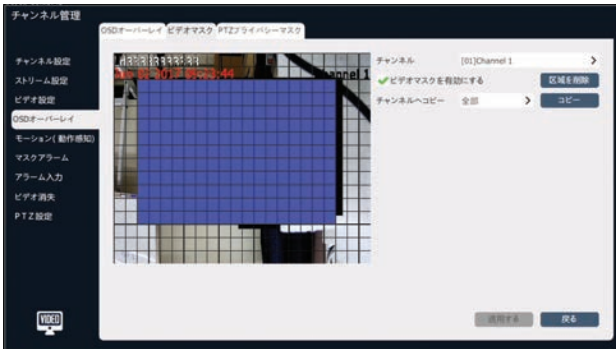 チャンネル管理
OSDオーバーレイ ビデオマスク PTZプライバシーマスク
チャンネル設定
ストリーム設定
ビデオ設定
OSDオーバーレイ
モーション(動作感知)
マスクアラーム
アラーム入力
ビデオ消失
PTZ設定
VIDEO
2017
チャンネル [01]Channel 1
ビデオマスクを有効にする 区域を削除
チャンネルへコピー 全部 コピー
適用する 戻る